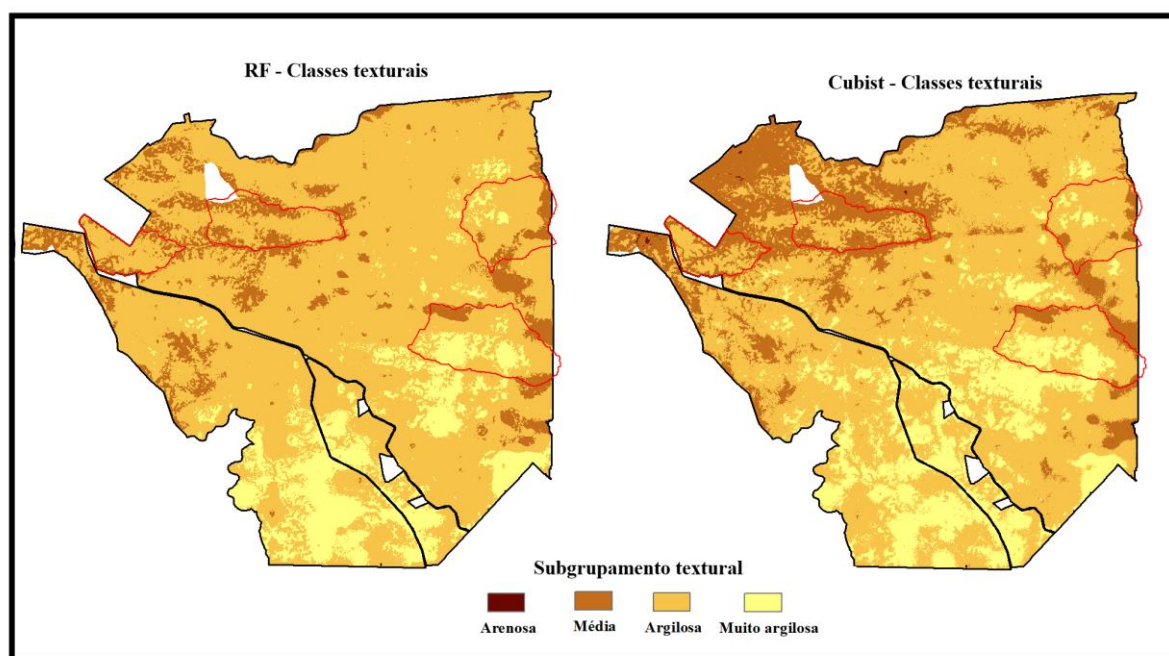 RF - Classes texturais
Cubist - Classes texturais
Subgrupamento textural
Arenosa
Média
Argilosa
Muito argilosa